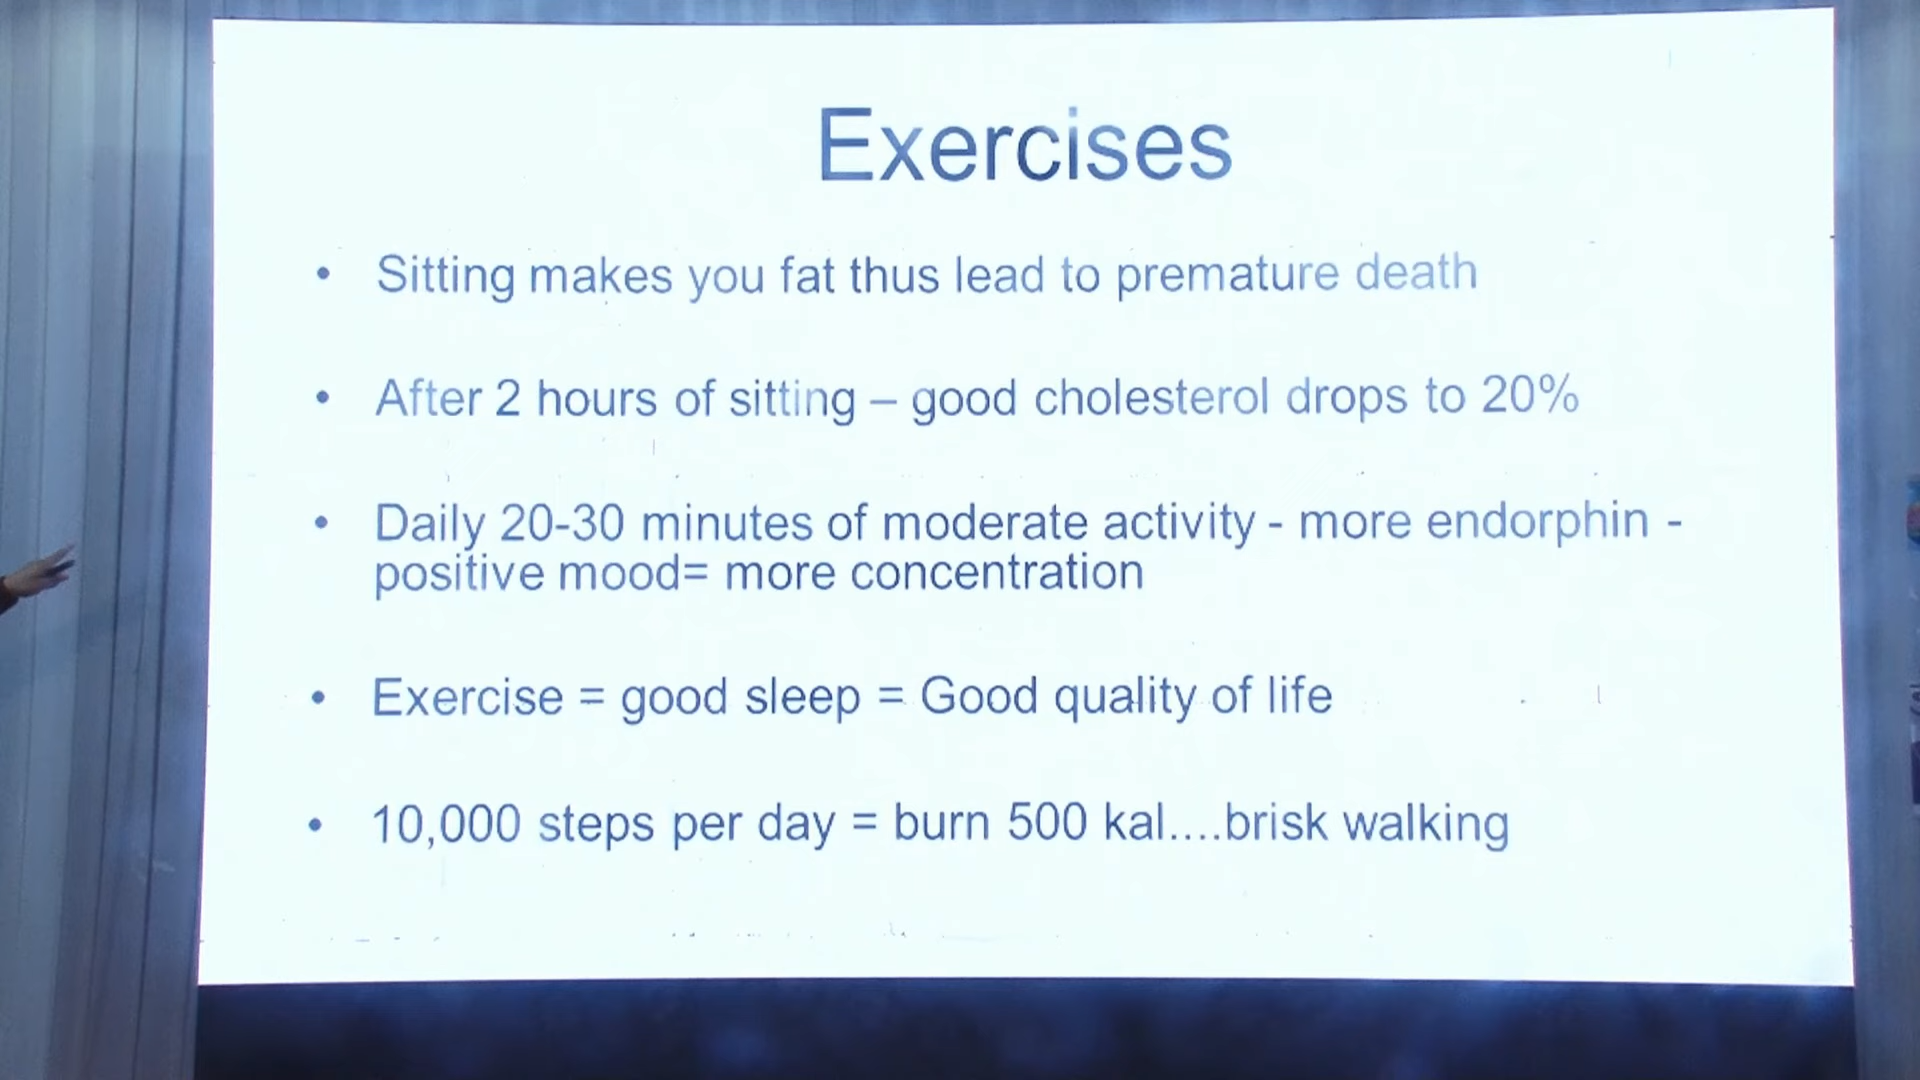 Exercises
• Sitting makes you fat thus lead to premature death
• After 2 hours of sitting – good cholesterol drops to 20%
• Daily 20-30 minutes of moderate activity - more endorphin -
positive mood= more concentration
• Exercise = good sleep = Good quality of life
• 10,000 steps per day = burn 500 kal....brisk walking